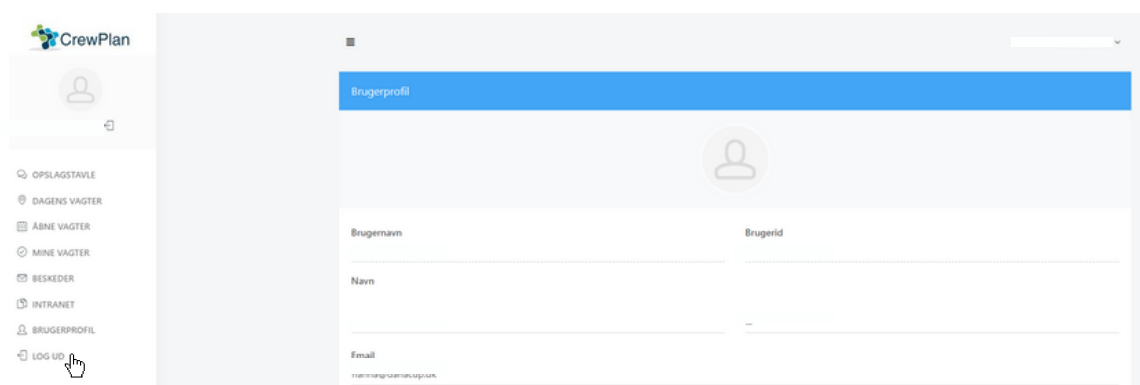 CrewPlan
OPSLAGSTAVLE
DAGENS VAGTER
ÅBNE VAGTER
MINE VAGTER
BESKEDER
INTRANET
BRUGERPROFIL
LOG UD
Brugerprofil
Brugernavn
Brugerid
Navn
Email